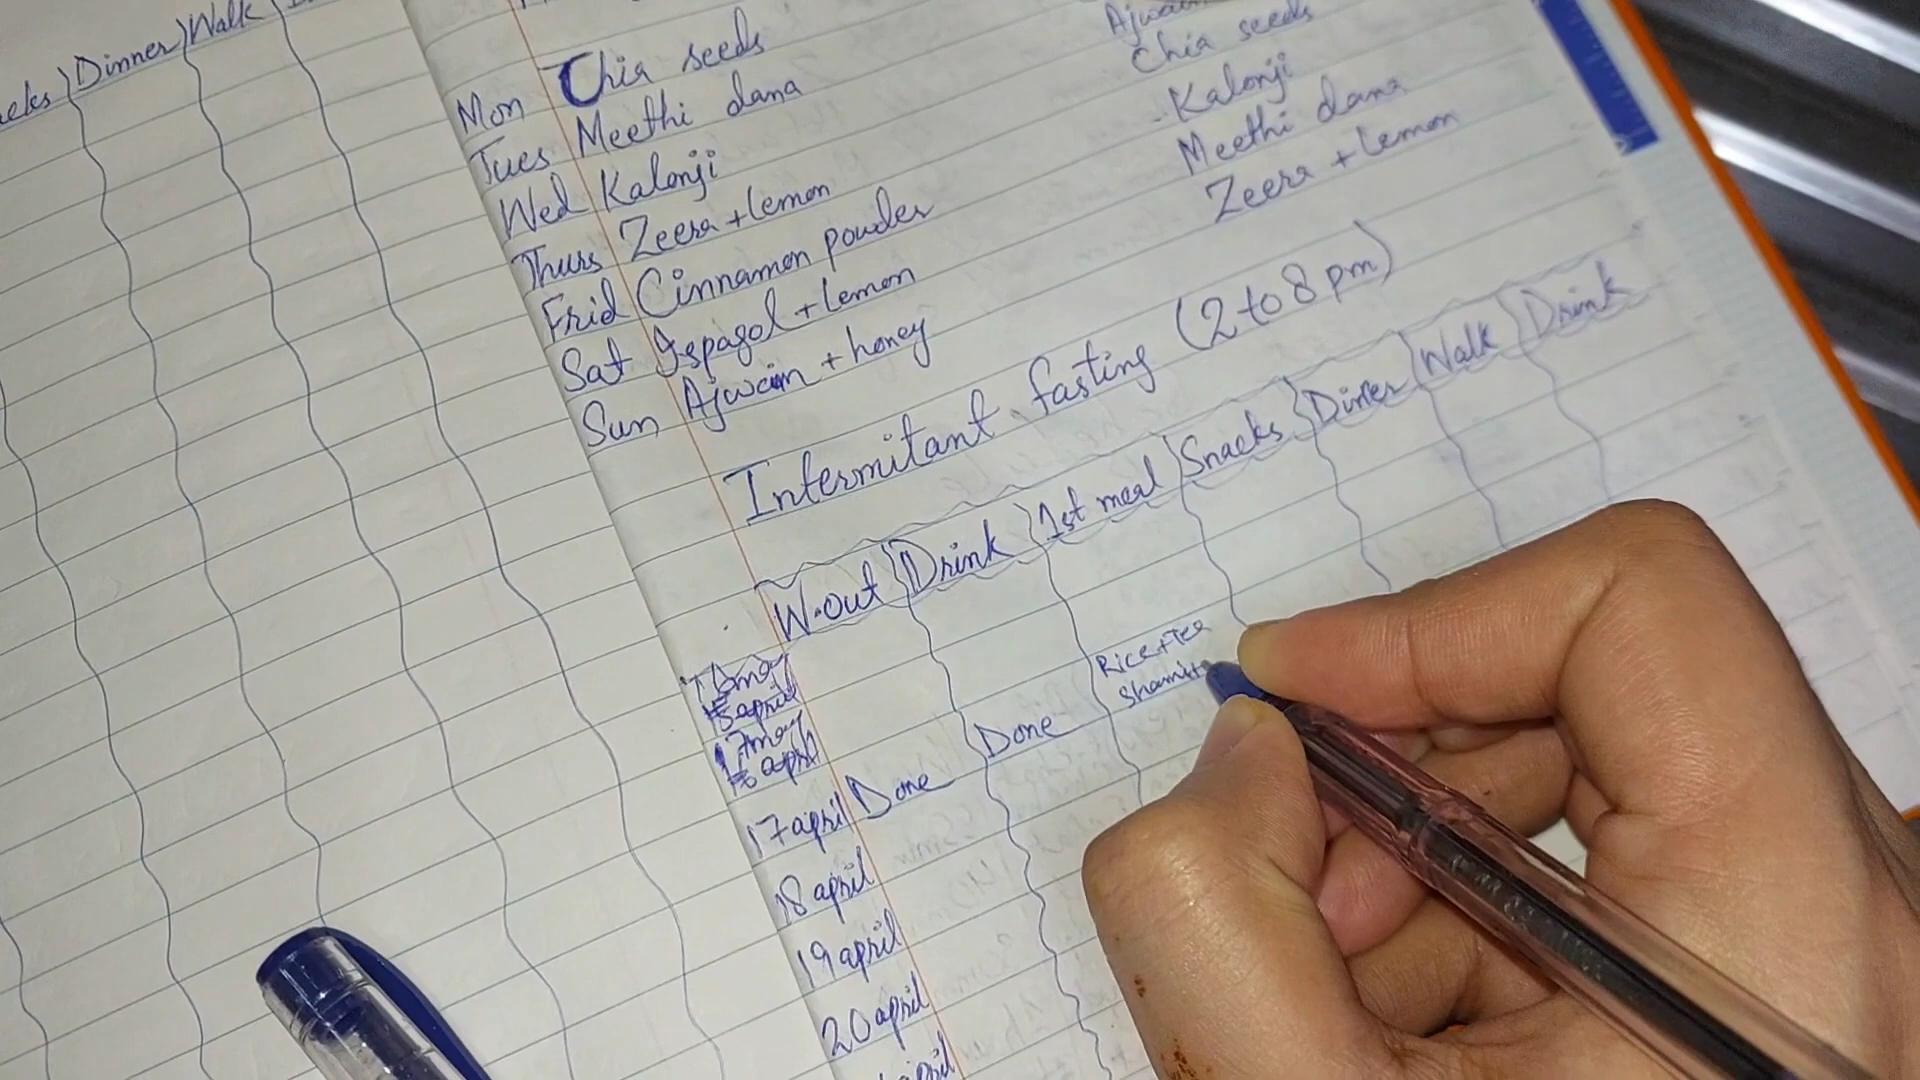 Dinner Walk
Mon Chia seeds
Tues Meethi dana
Wed Kalonji
Thurs Zeera + lemon
Frid Cinnamon powder
Sat Ispagol + lemon
Sun Ajwain + honey
Chia seeds
Kalonji
Meethi dana
Zeera + lemon
Intermitant fasting (2 to 8 pm)
W.out Drink 1st meal Snacks Dinner Walk Drink
17 april Done Done Rice + Tea
Shami +
18 april
19 april
20 april
april